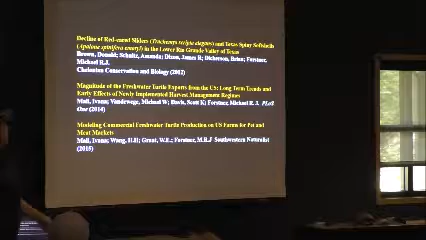 Decline of Red-eared Sliders (Trachemys scripta elegans) and Texas Spiny Softshells
(Apalone spinifera emoryi) in the Lower Rio Grande Valley of Texas
Brown, Donald; Schultz, Amanda; Dixon, James R; Dickerson, Brian; Forstner,
Michael R.J.
Chelonian Conservation and Biology (2012)
Magnitude of the Freshwater Turtle Exports from the US: Long Term Trends and
Early Effects of Newly Implemented Harvest Management Regimes
Mali, Ivana; Vandewege, Michael W; Davis, Scott K; Forstner, Michael R. J. PLoS
One (2014)
Modeling Commercial Freshwater Turtle Production on US Farms for Pet and
Meat Markets
Mali, Ivana; Wang, H.H; Grant, W.E.; Forstner, M.R.J Southwestern Naturalist
(2015)